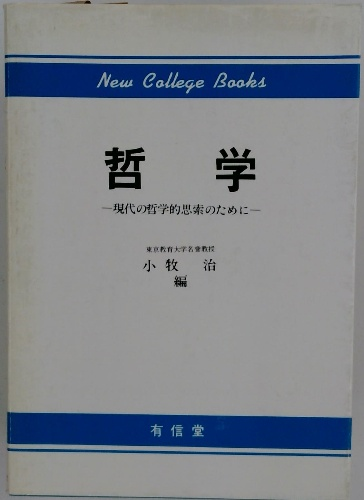 New College Books
哲 学
―現代の哲学的思索のために―
東京教育大学名誉教授
小牧 治
編
有信堂